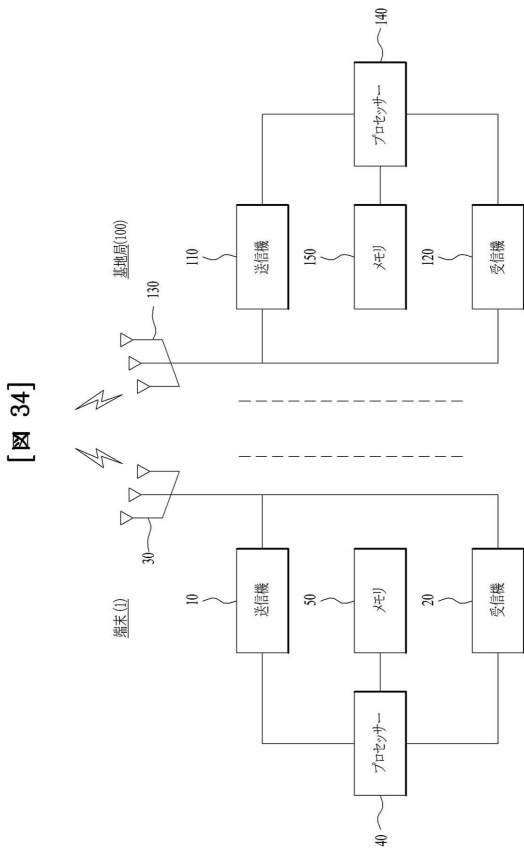 [図 34]
端末(1)
基地局(100)
30
130
10
送信機
110
送信機
40
プロセッサー
50
メモリ
150
メモリ
140
プロセッサー
20
受信機
120
受信機